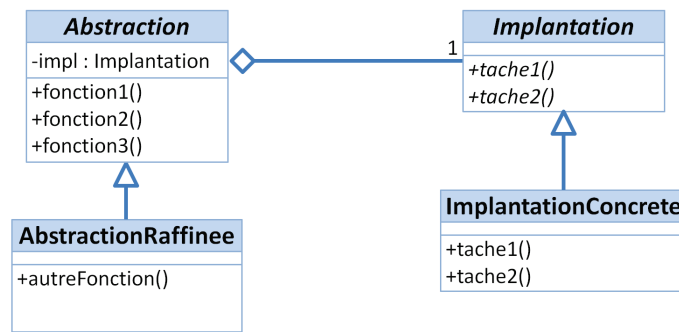 Abstraction
-impl : Implantation
+fonction1()
+fonction2()
+fonction3()
1
Implantation
+tache1()
+tache2()
AbstractionRaffinee
+autreFonction()
ImplantationConcrete
+tache1()
+tache2()